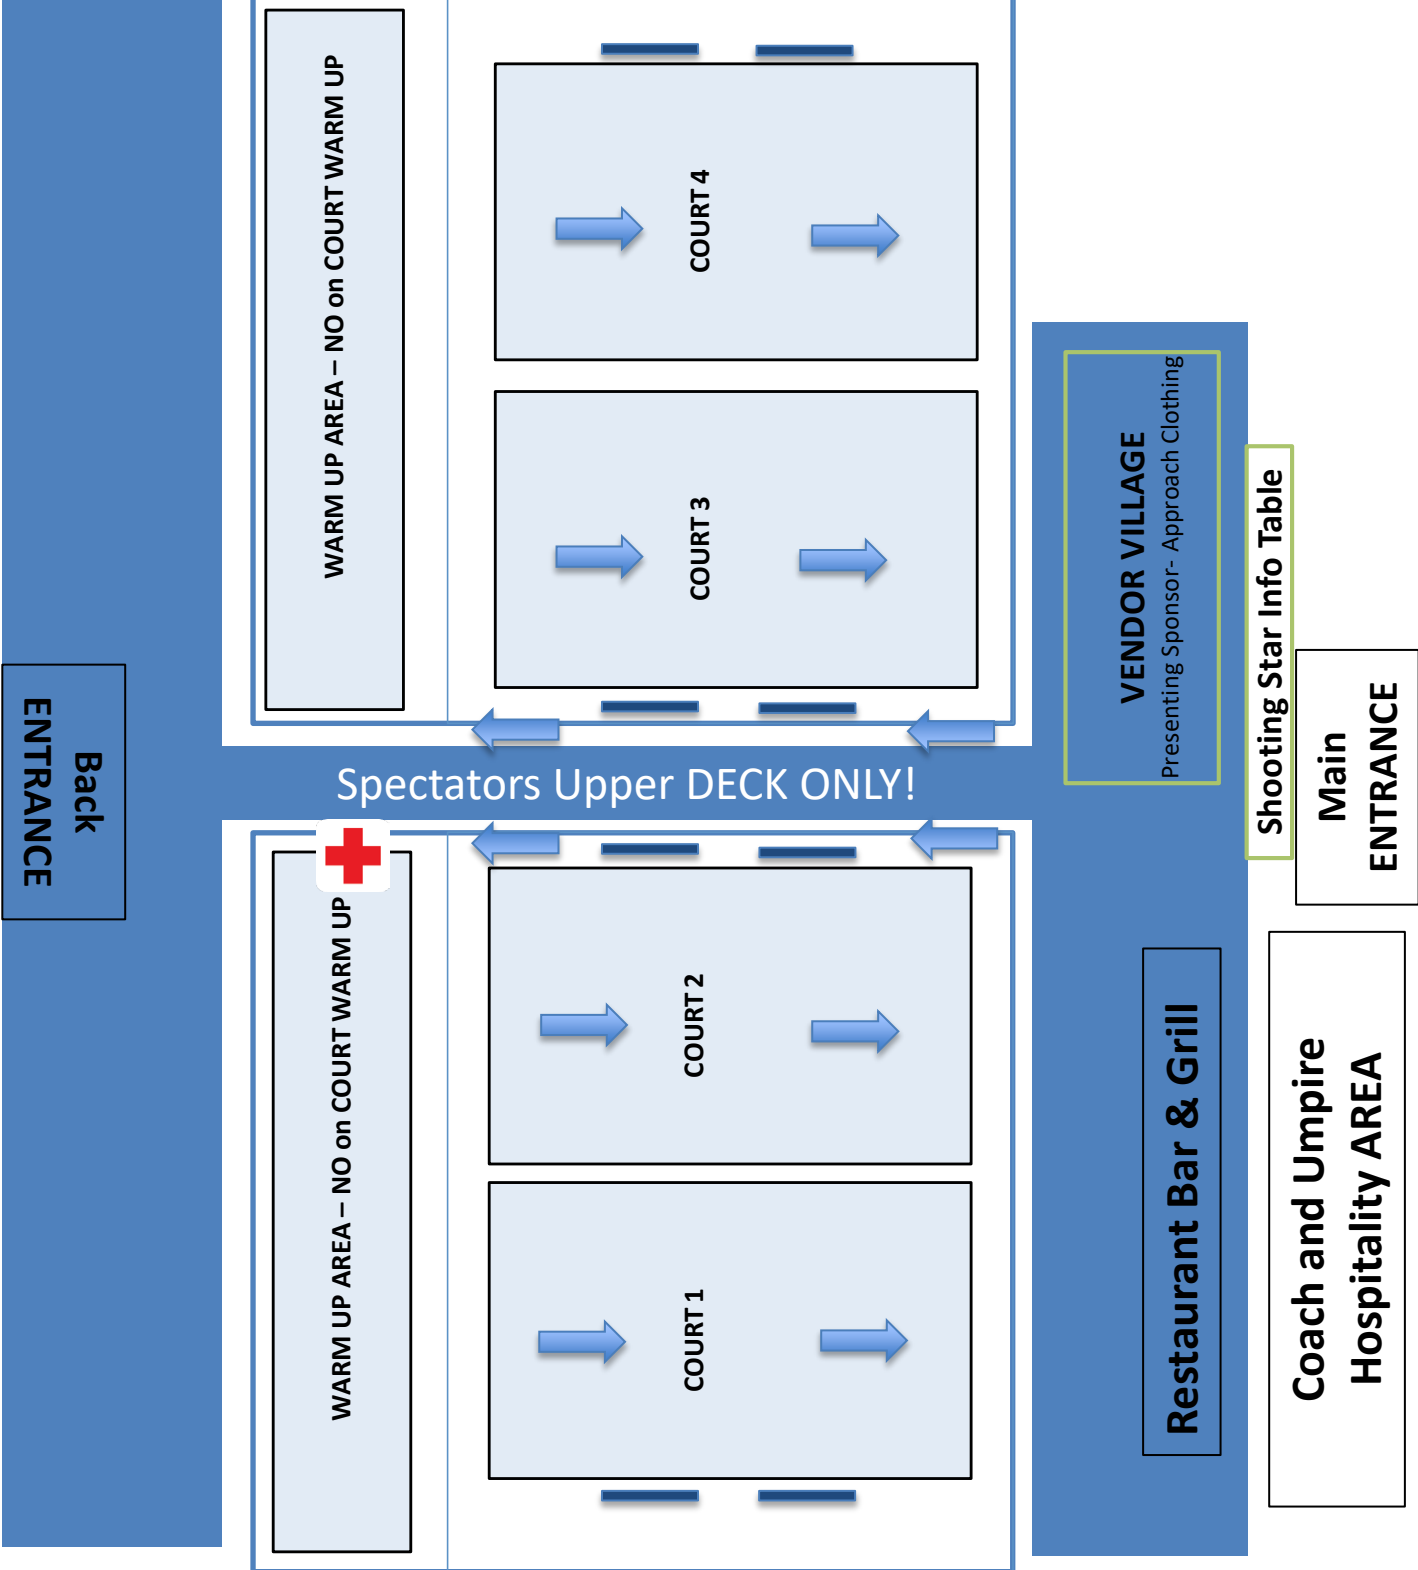 WARM UP AREA – NO on COURT WARM UP
COURT 4
COURT 3
VENDOR VILLAGE
Presenting Sponsor- Approach Clothing
Shooting Star Info Table
Main
ENTRANCE
Back
ENTRANCE
Spectators Upper DECK ONLY!
WARM UP AREA – NO on COURT WARM UP
COURT 2
COURT 1
Restaurant Bar & Grill
Coach and Umpire
Hospitality AREA